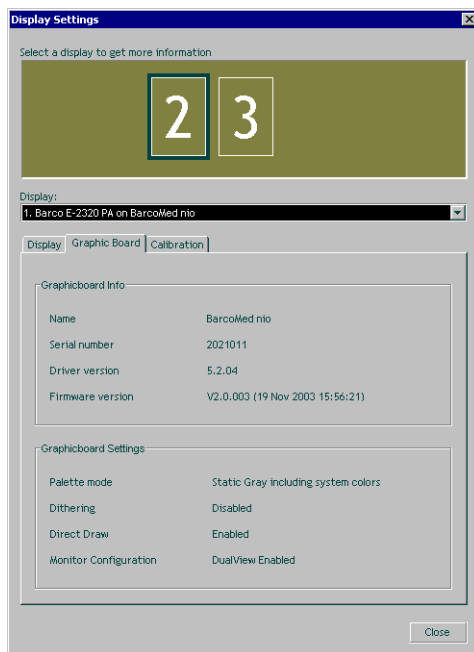 Display Settings
Select a display to get more information
2 3
Display:
1. Barco E-2320 PA on BarcoMed nio
Display Graphic Board Calibration
Graphicboard Info
Name BarcoMed nio
Serial number 2021011
Driver version 5.2.04
Firmware version V2.0.003 (19 Nov 2003 15:56:21)
Graphicboard Settings
Palette mode Static Gray including system colors
Dithering Disabled
Direct Draw Enabled
Monitor Configuration DualView Enabled
Close